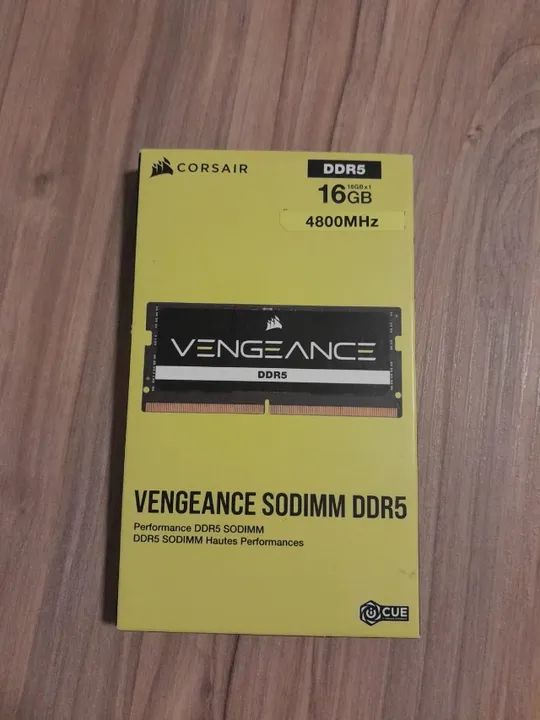 CORSAIR
DDR5
16GB
16GBx1
4800MHz
VENGEANCE
DDR5
VENGEANCE SODIMM DDR5
Performance DDR5 SODIMM
DDR5 SODIMM Hautes Performances
CUE